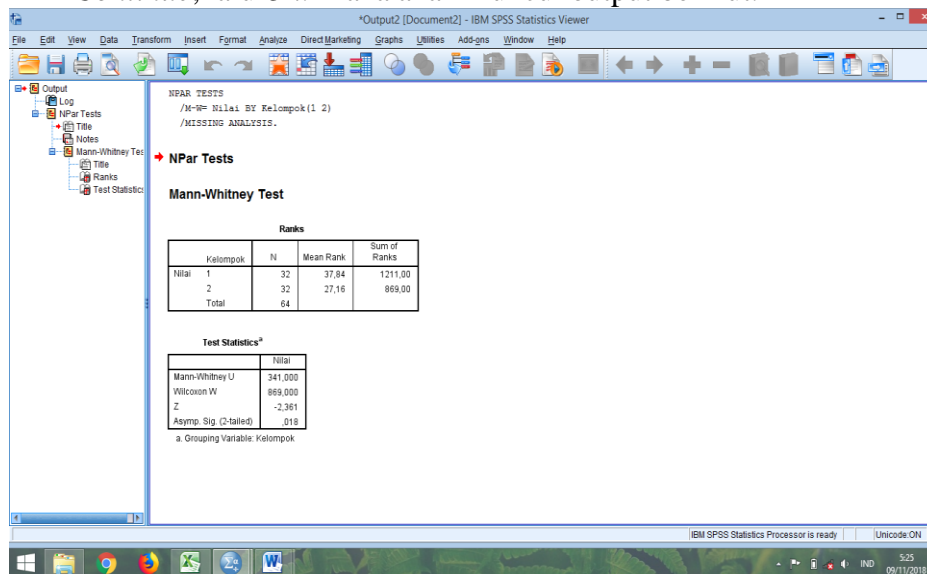 *Output2 [Document2] - IBM SPSS Statistics Viewer
File Edit View Data Transform Insert Format Analyze Direct Marketing Graphs Utilities Add-ons Window Help
Output
Log
NPar Tests
Title
Notes
Mann-Whitney Tes
Title
Ranks
Test Statistics
NPAR TESTS
/M-W= Nilai BY Kelompok(1 2)
/MISSING ANALYSIS.
NPar Tests
Mann-Whitney Test
Ranks
Kelompok N Mean Rank Sum of Ranks
Nilai 1 32 37,84 1211,00
2 32 27,16 869,00
Total 64
Test Statisticsa
Nilai
Mann-Whitney U 341,000
Wilcoxon W 869,000
Z -2,361
Asymp. Sig. (2-tailed) ,018
a. Grouping Variable: Kelompok
IBM SPSS Statistics Processor is ready Unicode:ON
IND 5:25
09/11/2018